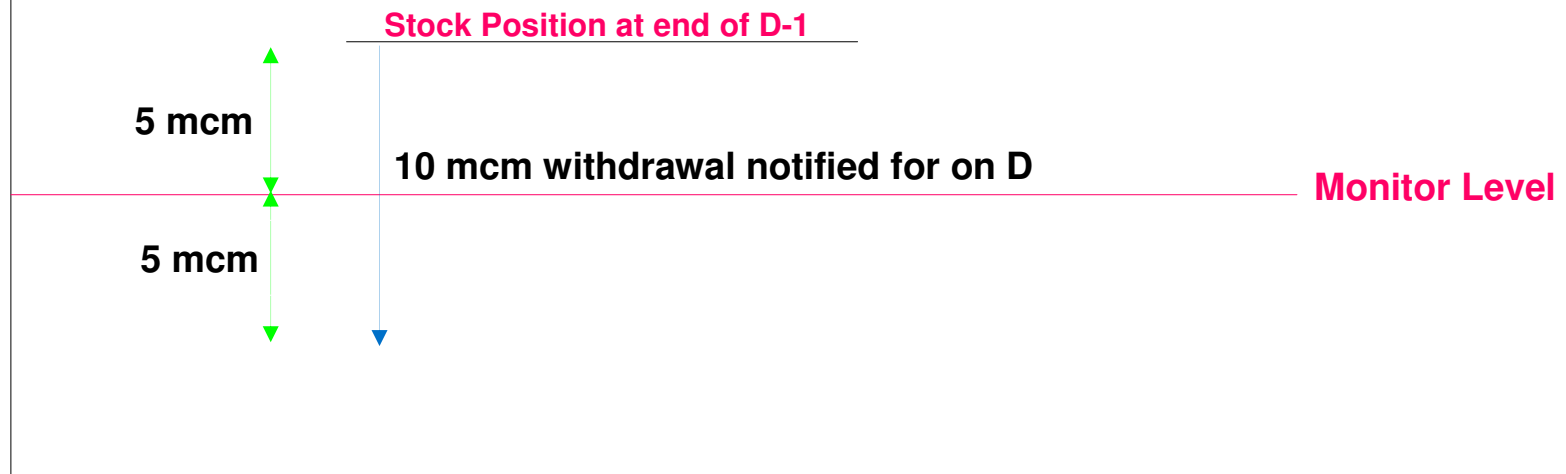 Stock Position at end of D-1
5 mcm
10 mcm withdrawal notified for on D
Monitor Level
5 mcm